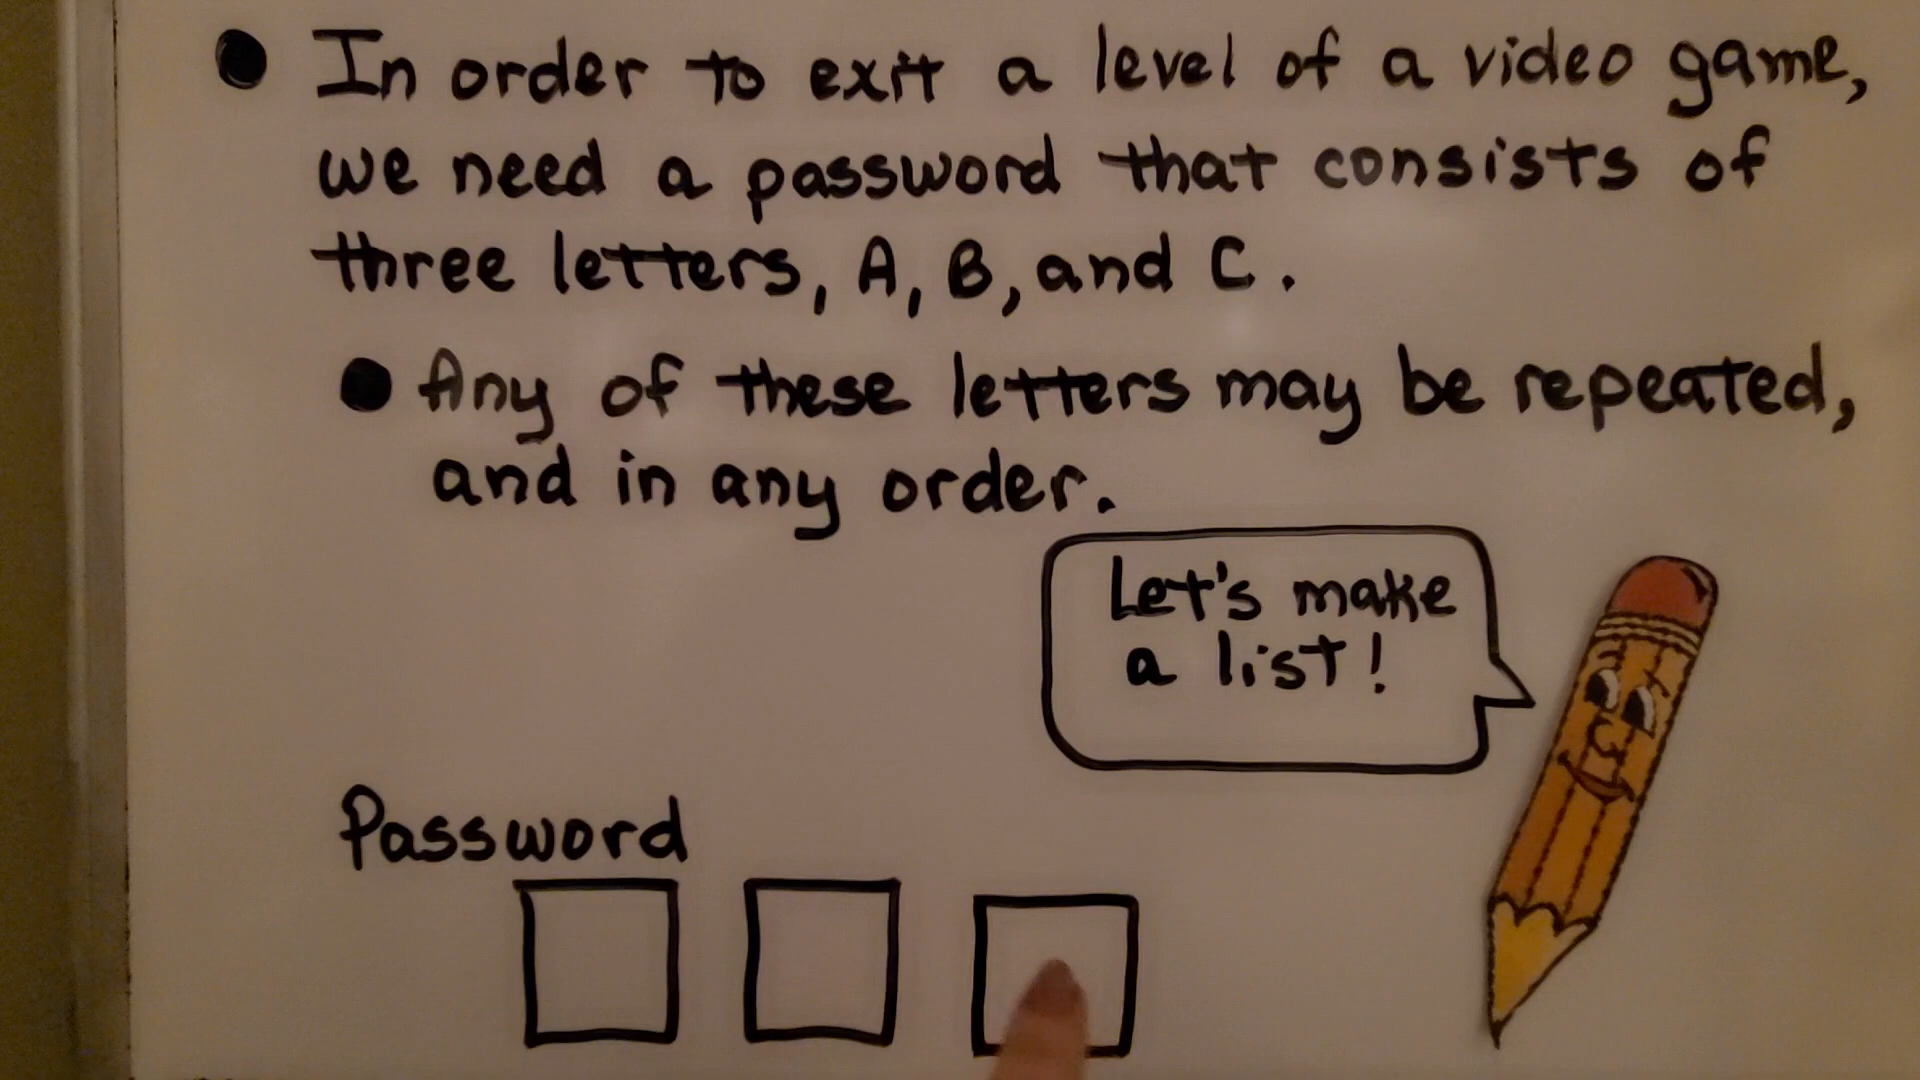 In order to exit a level of a video game,
we need a password that consists of
three letters, A, B, and C.
Any of these letters may be repeated,
and in any order.
Let's make
a list!
Password